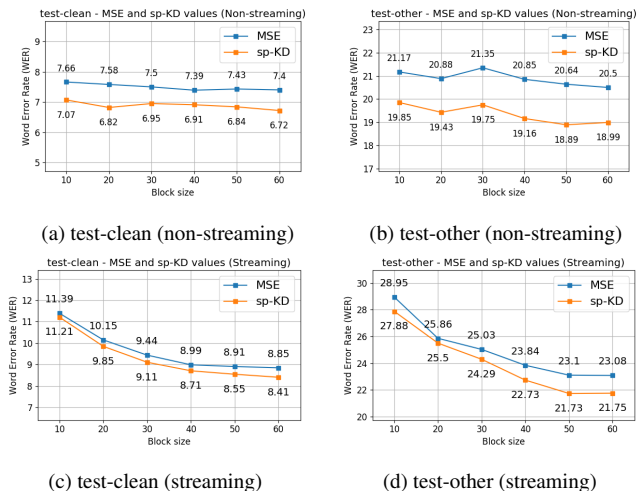 test-clean - MSE and sp-KD values (Non-streaming)
Word Error Rate (WER)
9
8
7
6
5
7.66 7.58 7.5 7.39 7.43 7.4
7.07 6.82 6.95 6.91 6.84 6.72
MSE
sp-KD
10 20 30 40 50 60
Block size
(a) test-clean (non-streaming)
test-other - MSE and sp-KD values (Non-streaming)
Word Error Rate (WER)
23
22
21
20
19
18
17
21.17 20.88 21.35 20.85 20.64 20.5
19.85 19.43 19.75 19.16 18.89 18.99
MSE
sp-KD
10 20 30 40 50 60
Block size
(b) test-other (non-streaming)
test-clean - MSE and sp-KD values (Streaming)
Word Error Rate (WER)
13
12
11
10
9
8
7
11.39 10.15 9.44 8.99 8.91 8.85
11.21 9.85 9.11 8.71 8.55 8.41
MSE
sp-KD
10 20 30 40 50 60
Block size
(c) test-clean (streaming)
test-other - MSE and sp-KD values (Streaming)
Word Error Rate (WER)
30
28
26
24
22
20
28.95 25.86 25.03 23.84 23.1 23.08
27.88 25.5 24.29 22.73 21.73 21.75
MSE
sp-KD
10 20 30 40 50 60
Block size
(d) test-other (streaming)